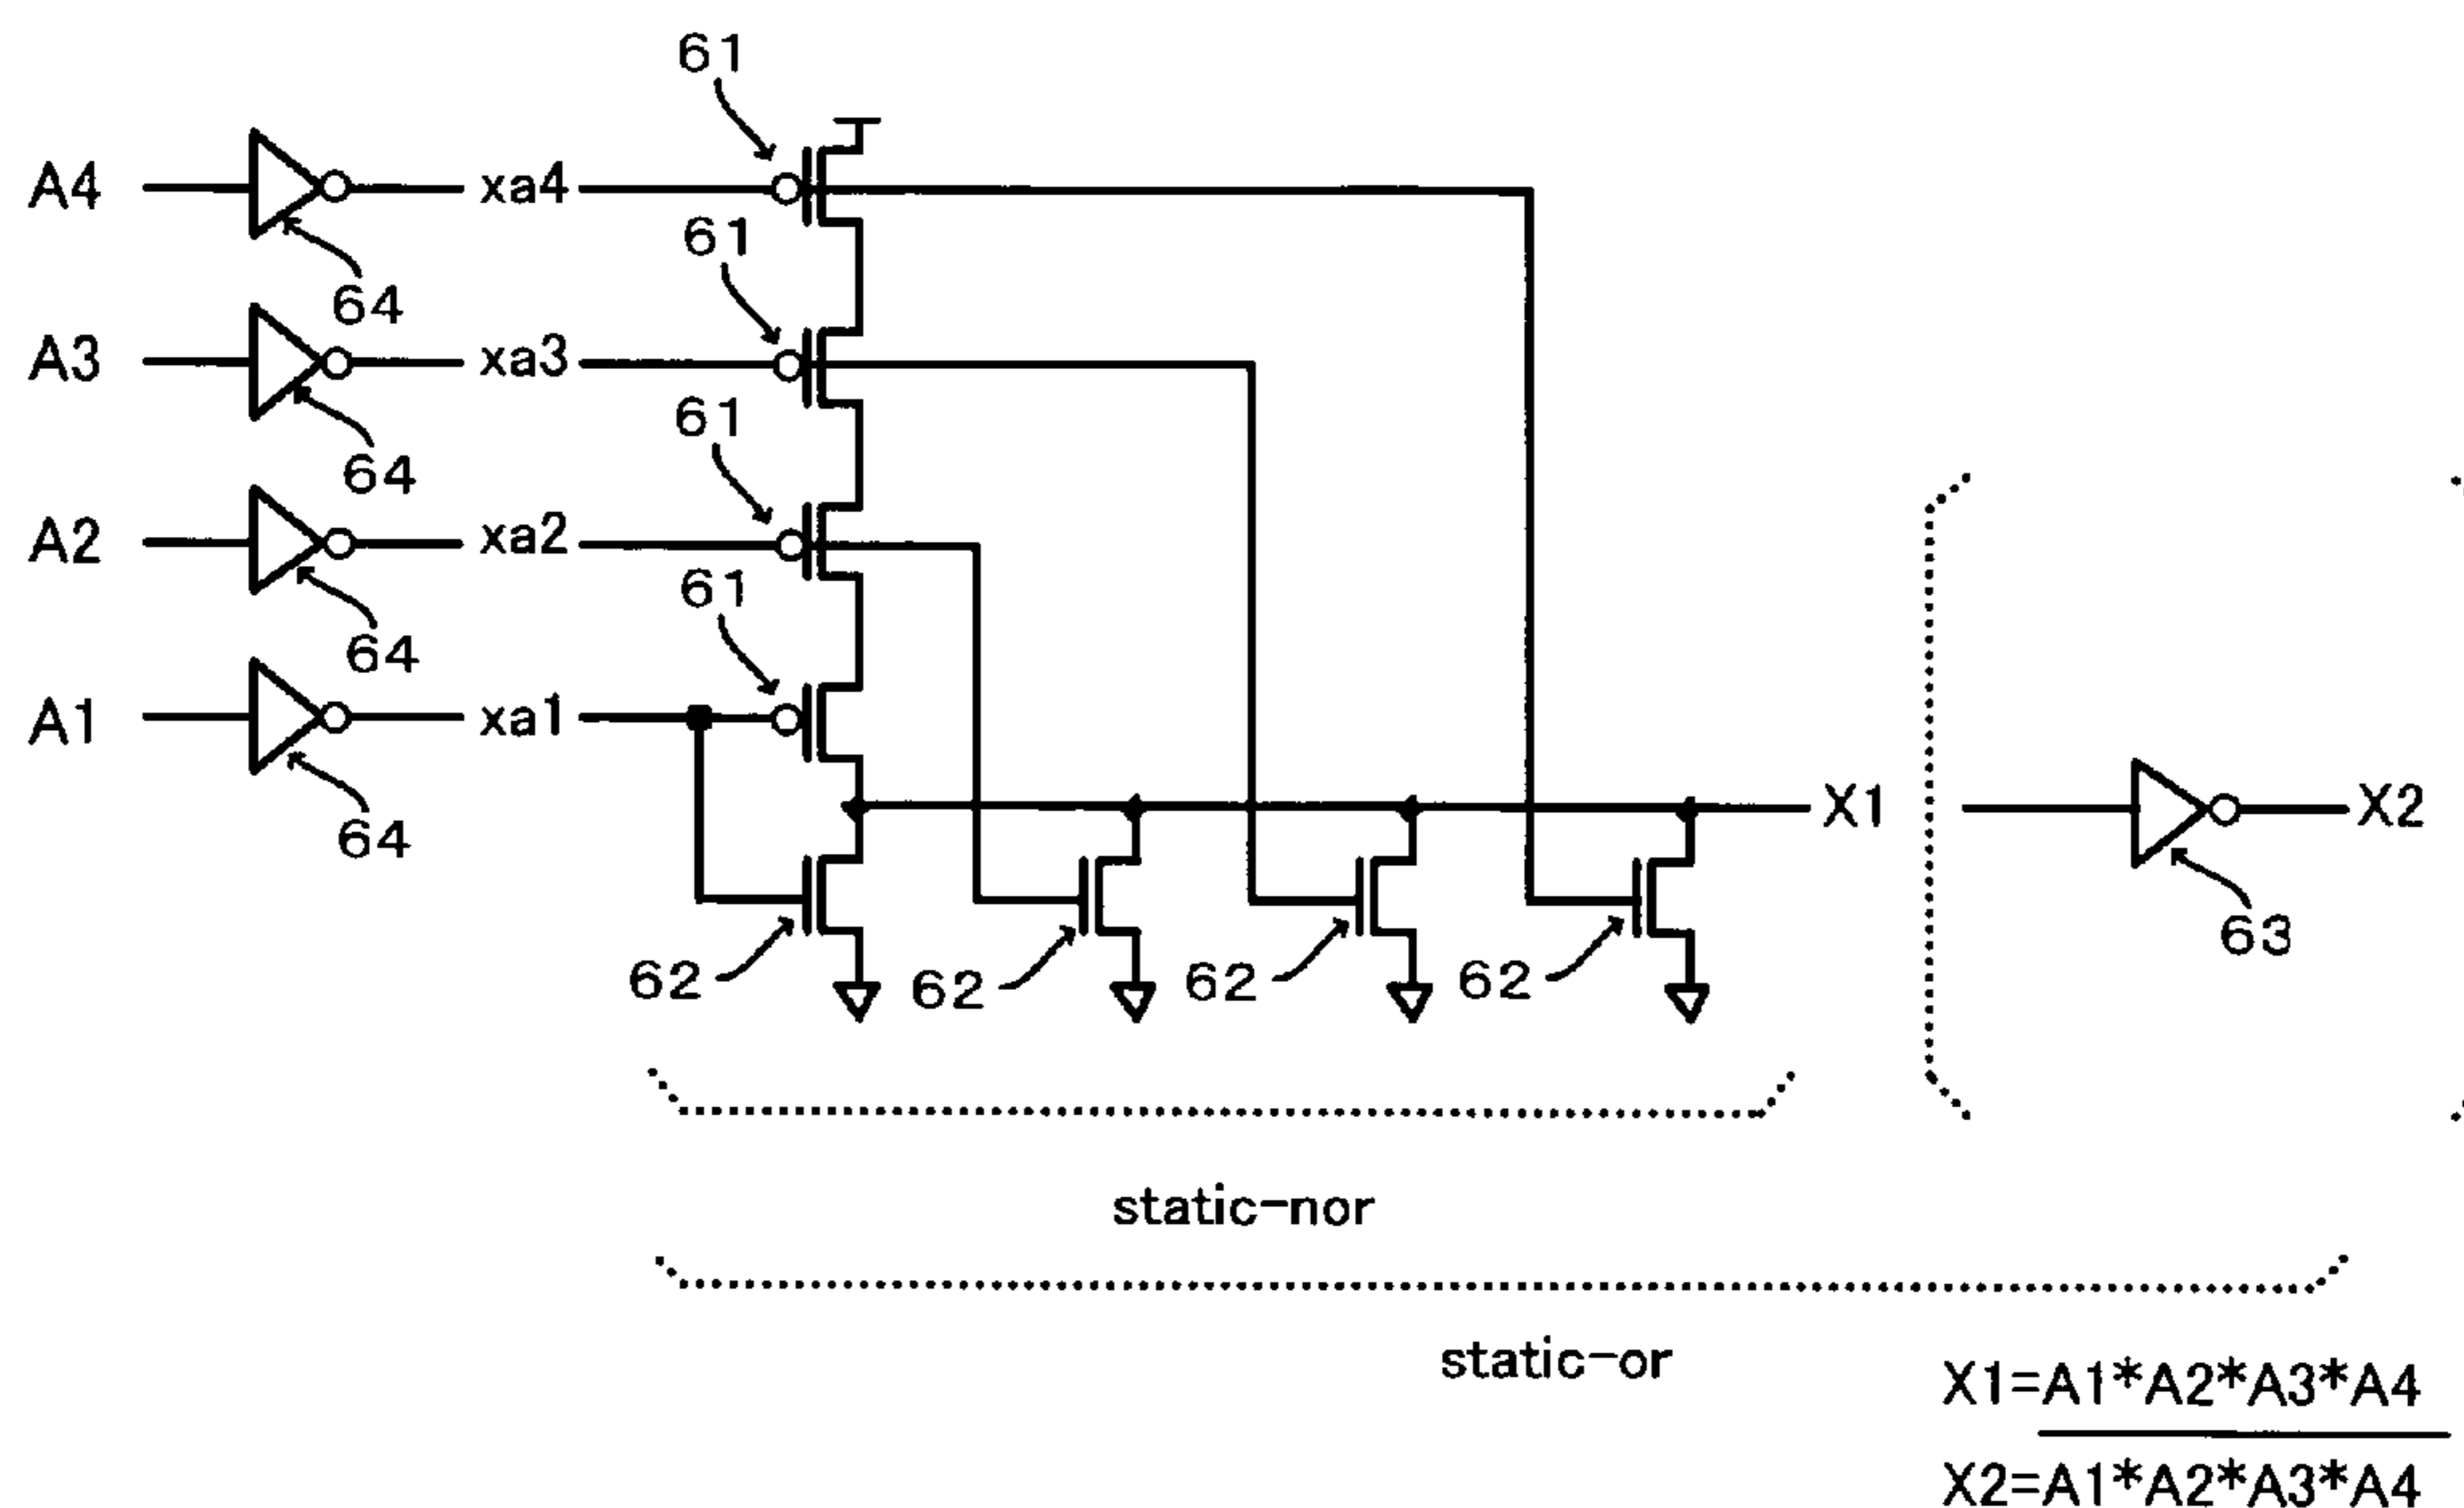 61
A4 xa4
61
64
A3 xa3
61
64
A2 xa2
61
64
A1 xa1
X1 X2
64
63
62 62 62 62
static-nor
static-or
X1=A1*A2*A3*A4
X2=A1*A2*A3*A4